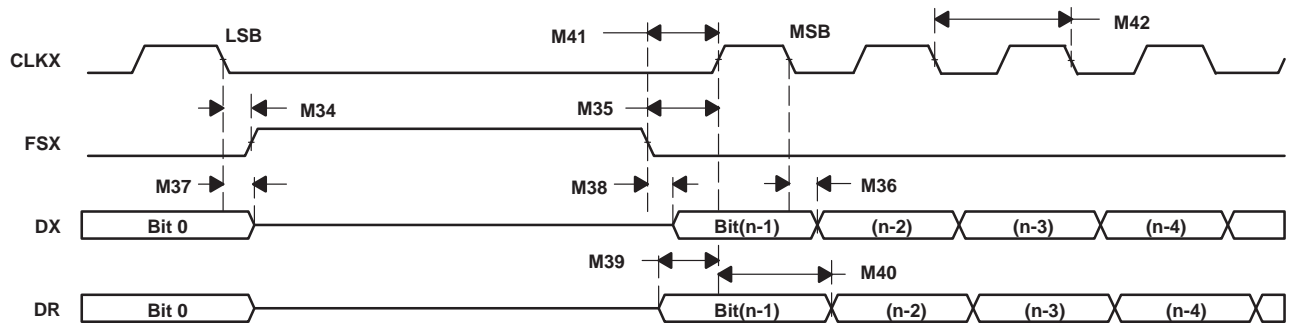 LSB
M41
MSB
M42
CLKX
M34
M35
FSX
M37
M38
M36
DX
Bit 0
Bit(n-1)
(n-2)
(n-3)
(n-4)
M39
M40
DR
Bit 0
Bit(n-1)
(n-2)
(n-3)
(n-4)